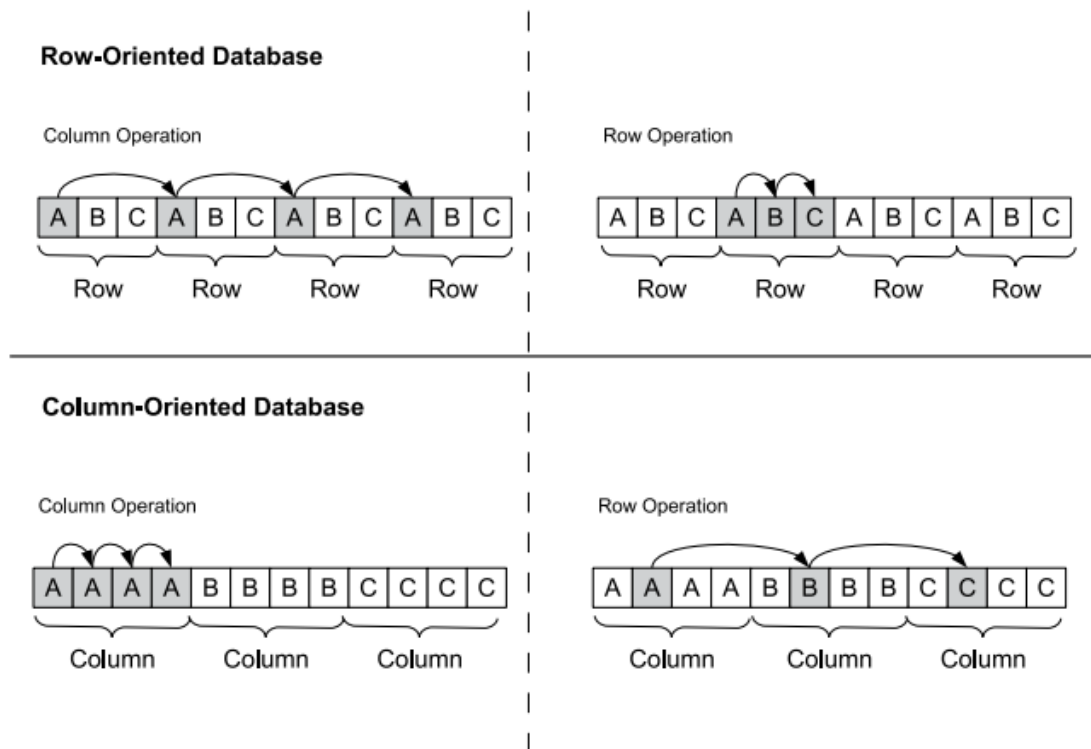 Row-Oriented Database
Column Operation
A B C A B C A B C A B C
Row Row Row Row
Row Operation
A B C A B C A B C A B C
Row Row Row Row
Column-Oriented Database
Column Operation
A A A A B B B B C C C C
Column Column Column
Row Operation
A A A A B B B B C C C C
Column Column Column